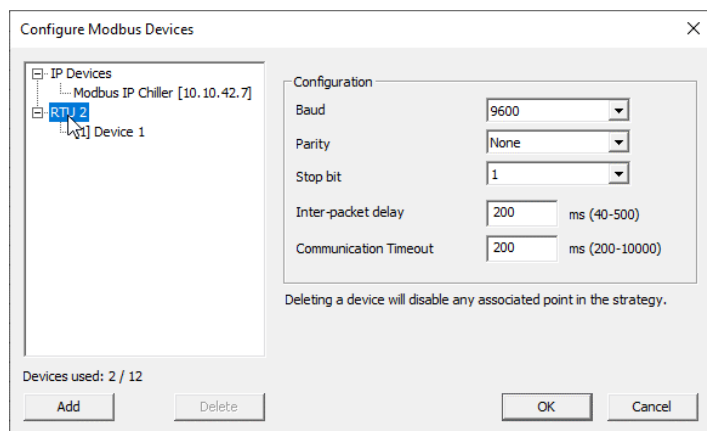 Configure Modbus Devices
IP Devices
Modbus IP Chiller [10.10.42.7]
RTU 2
1] Device 1
Devices used: 2 / 12
Add
Delete
Configuration
Baud
9600
Parity
None
Stop bit
1
Inter-packet delay
200
ms (40-500)
Communication Timeout
200
ms (200-10000)
Deleting a device will disable any associated point in the strategy.
OK
Cancel